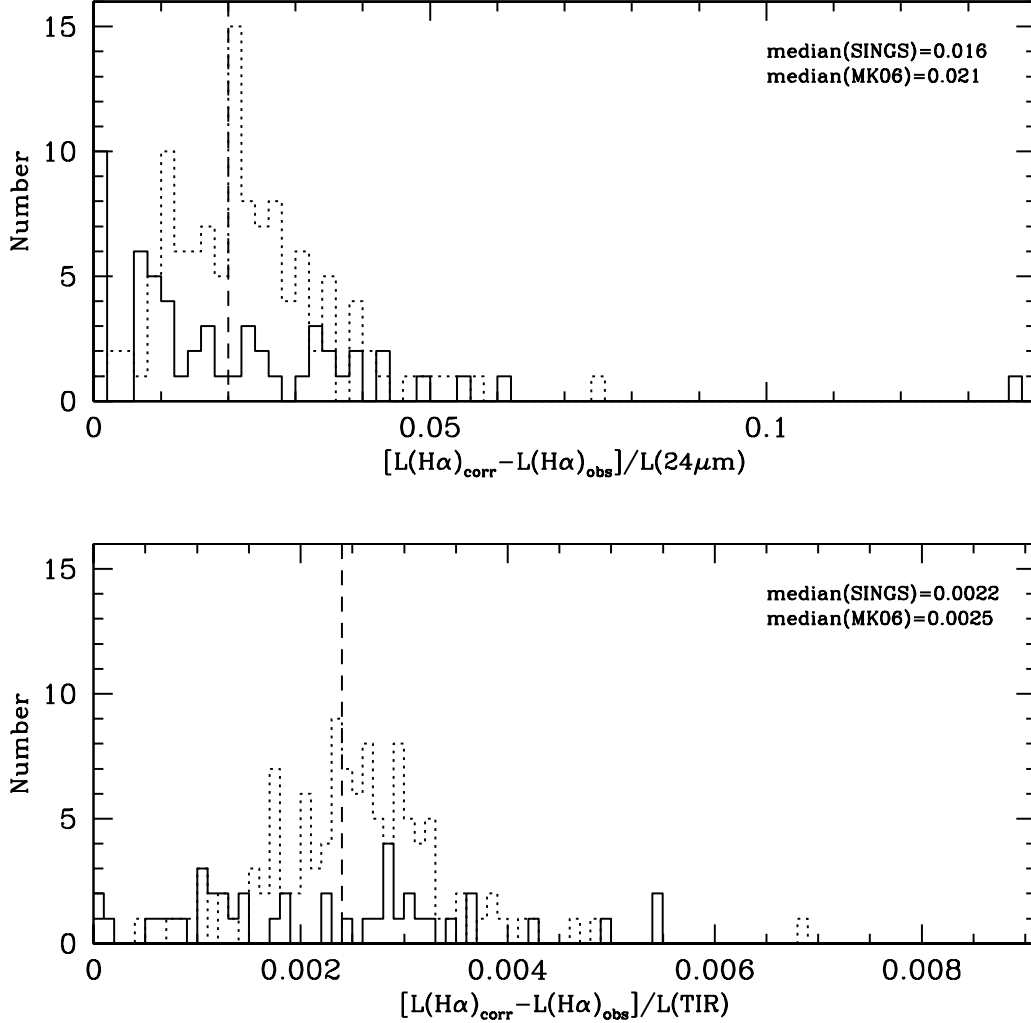 15
median(SINGS)=0.016
median(MK06)=0.021
10
Number
5
0
0 0.05 0.1
[L(Hα)corr−L(Hα)obs]/L(24μm)
15
median(SINGS)=0.0022
median(MK06)=0.0025
10
Number
5
0
0 0.002 0.004 0.006 0.008
[L(Hα)corr−L(Hα)obs]/L(TIR)